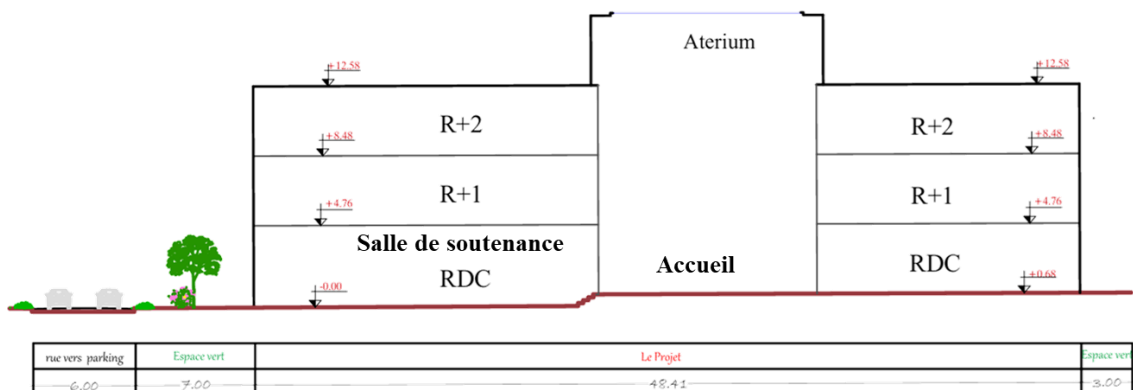 Aterium
+12.58
+12.58
R+2
R+2
+8.48
+8.48
R+1
R+1
+4.76
+4.76
Salle de soutenance
Accueil
RDC
RDC
-0.00
+0.68
rue vers parking Espace vert Le Projet Espace vert
6.00 7.00 48.41 3.00